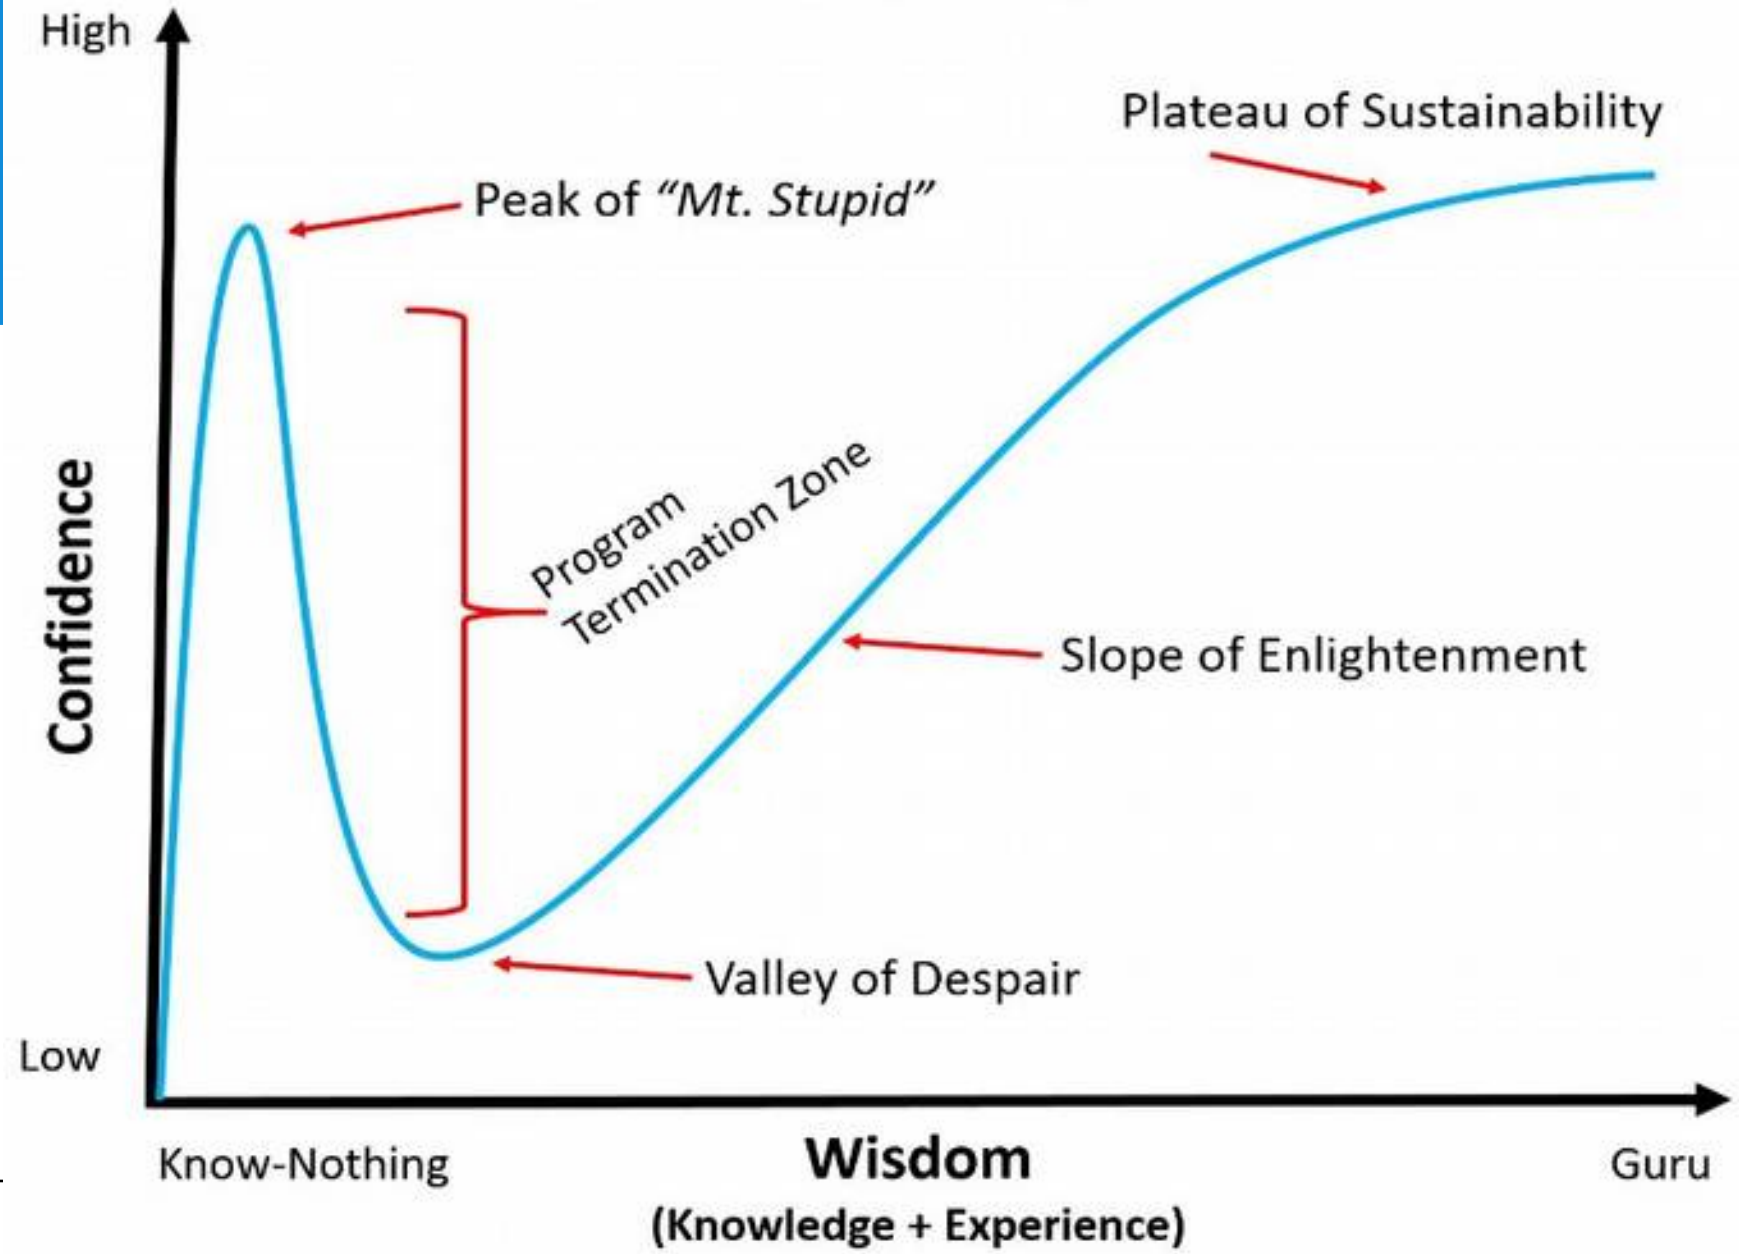 High
Plateau of Sustainability
Peak of “Mt. Stupid”
Program
Termination Zone
Confidence
Slope of Enlightenment
Valley of Despair
Low
Know-Nothing
Wisdom
Guru
(Knowledge + Experience)